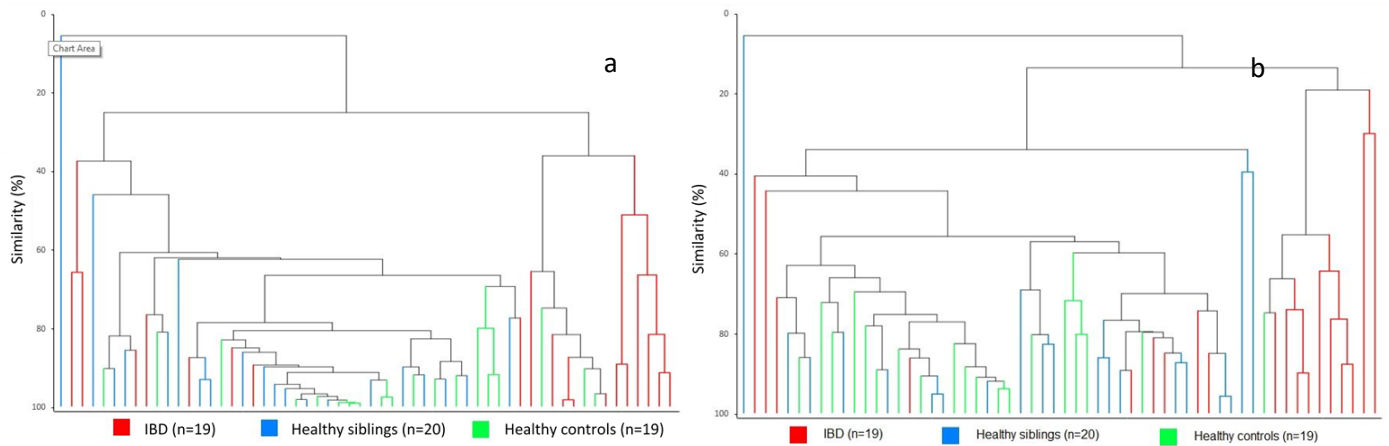 0
Chart Area
a
20
40
Similarity (%)
60
80
100
IBD (n=19) Healthy siblings (n=20) Healthy controls (n=19)
0
b
20
40
Similarity (%)
60
80
100
IBD (n=19) Healthy siblings (n=20) Healthy controls (n=19)